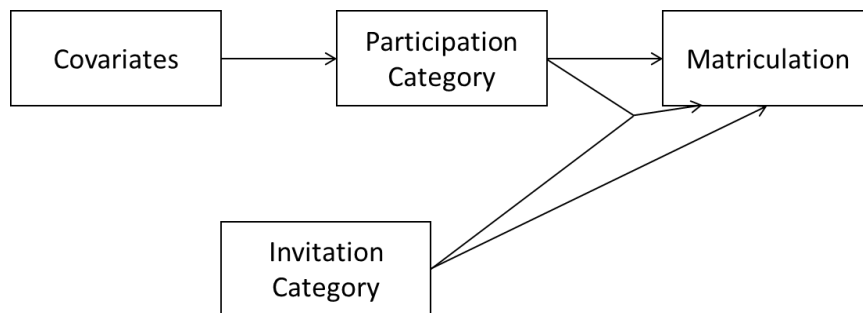 Covariates
Participation
Category
Matriculation
Invitation
Category